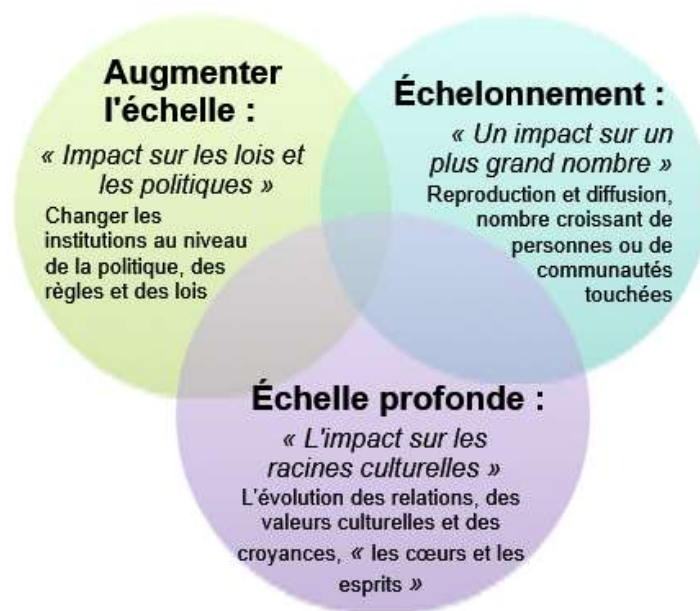 Augmenter
l'échelle :
« Impact sur les lois et
les politiques »
Changer les
institutions au niveau
de la politique, des
règles et des lois
Échelonnement :
« Un impact sur un
plus grand nombre »
Reproduction et diffusion,
nombre croissant de
personnes ou de
communautés
touchées
Échelle profonde :
« L'impact sur les
racines culturelles »
L'évolution des relations, des
valeurs culturelles et des
croyances, « les cœurs et les
esprits »